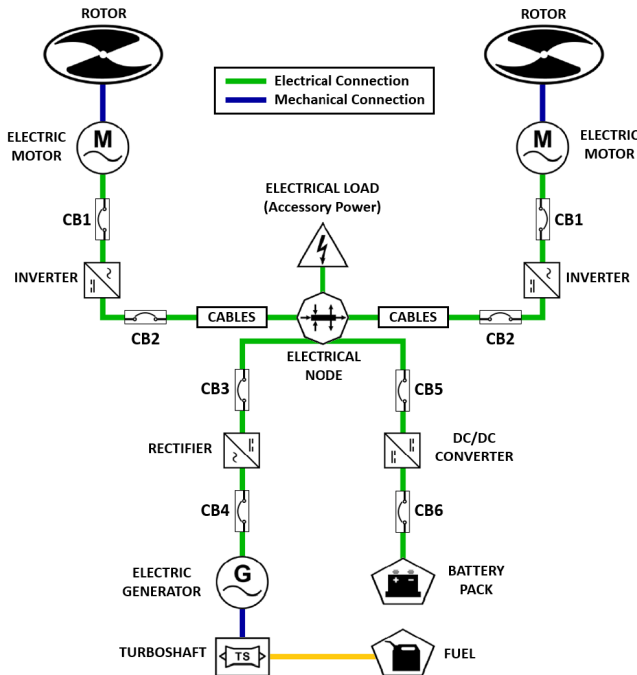 ROTOR
ROTOR
Electrical Connection
Mechanical Connection
ELECTRIC
MOTOR
M
M
ELECTRIC
MOTOR
ELECTRICAL LOAD
(Accessory Power)
CB1
CB1
INVERTER
INVERTER
CABLES
CABLES
CB2
CB2
ELECTRICAL
NODE
CB3
CB5
RECTIFIER
DC/DC
CONVERTER
CB4
CB6
ELECTRIC
GENERATOR
G
BATTERY
PACK
TURBOSHAFT
TS
FUEL